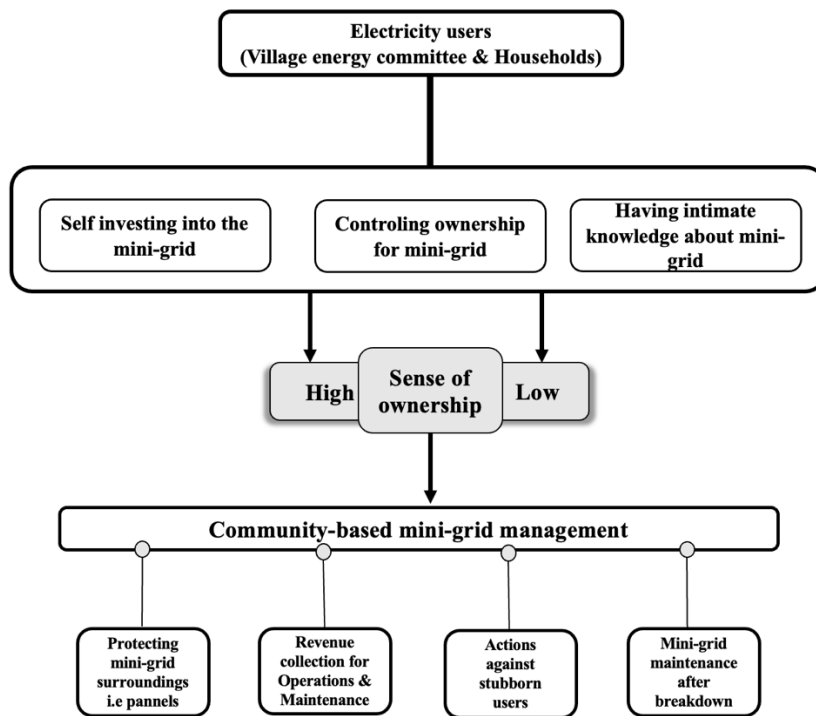 Electricity users
(Village energy committee & Households)
Self investing into the
mini-grid
Controling ownership
for mini-grid
Having intimate
knowledge about mini-
grid
High
Sense of
ownership
Low
Community-based mini-grid management
Protecting
mini-grid
surroundings
i.e pannels
Revenue
collection for
Operations &
Maintenance
Actions
against
stubborn
users
Mini-grid
maintenance
after
breakdown